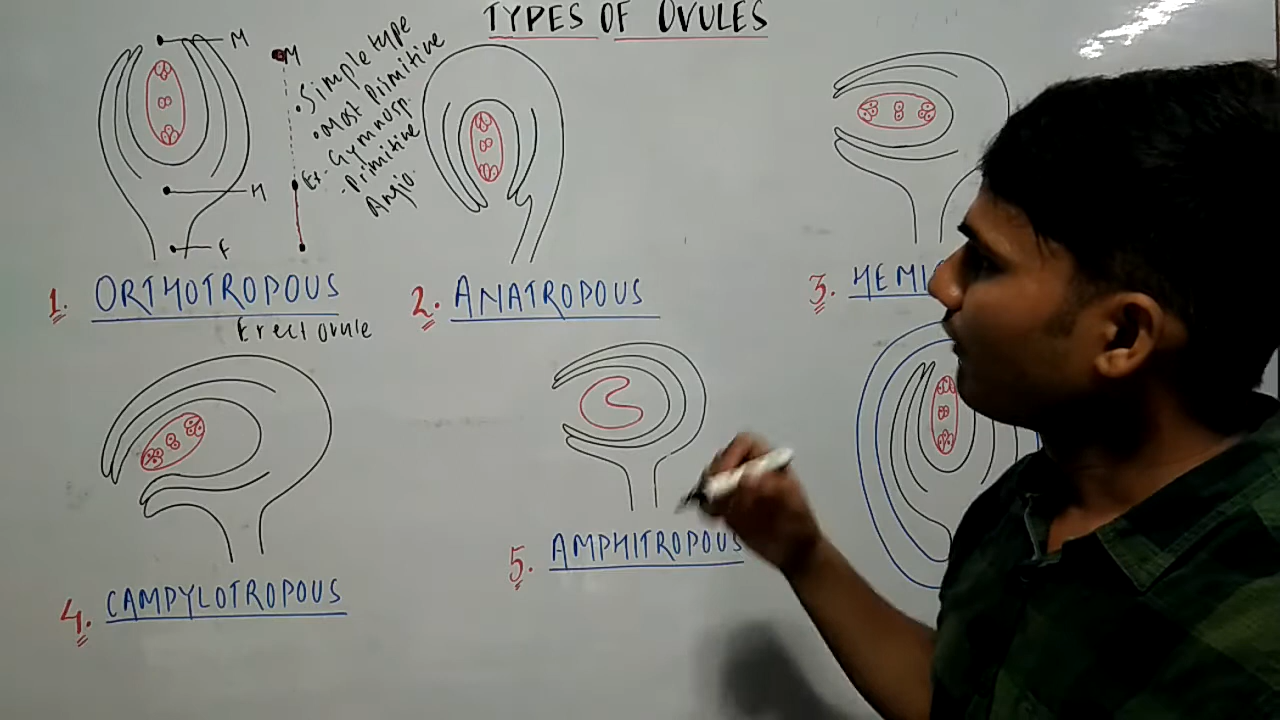 TYPES OF OVULES
M
M
• Simple type
• Most Primitive
Ex- Gymnosp.
- Primitive
Angio.
H
F
1. ORTHOTROPOUS
Erect ovule
2. ANATROPOUS
3. HEMI
4. CAMPYLOTROPOUS
5. AMPHITROPOUS